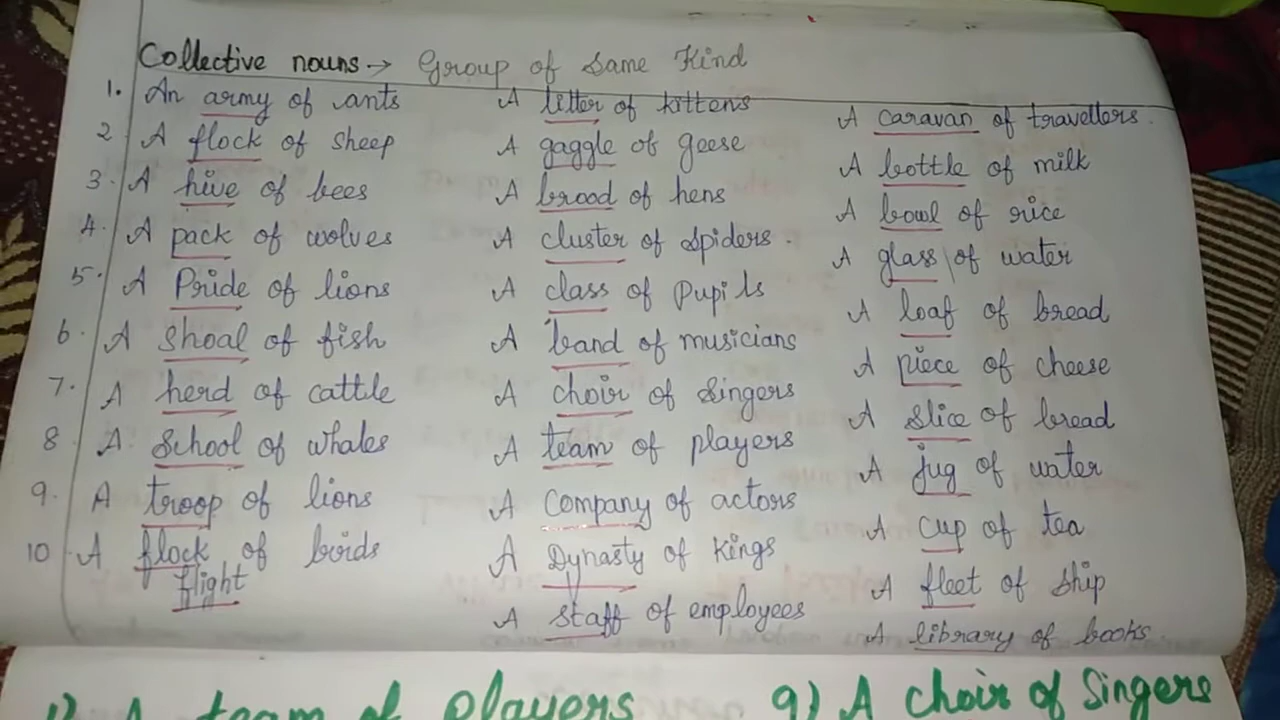 Collective nouns → Group of Same Kind
1. An army of ants
2 A flock of sheep
3. A hive of bees
4. A pack of wolves
5. A Pride of lions
6. A shoal of fish
7. A herd of cattle
8 A. School of whales
9. A troop of lions
10 A flock of birds
flight
A litter of kittens
A gaggle of geese
A brood of hens
A cluster of spiders.
A class of pupils
A band of musicians
A choir of singers
A team of players
A company of actors
A Dynasty of kings
A staff of employees
A caravan of travellers.
A bottle of milk
A bowl of rice
A glass of water
A loaf of bread
A piece of cheese
A slice of bread
A jug of water
A cup of tea
A fleet of ship
A library of books
1) A team of players
9) A choir of Singers